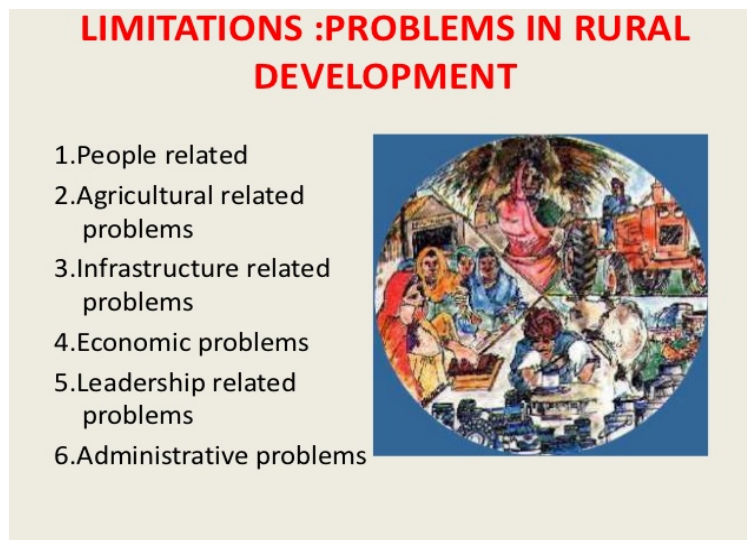 LIMITATIONS :PROBLEMS IN RURAL
DEVELOPMENT
1.People related
2.Agricultural related
problems
3.Infrastructure related
problems
4.Economic problems
5.Leadership related
problems
6.Administrative problems